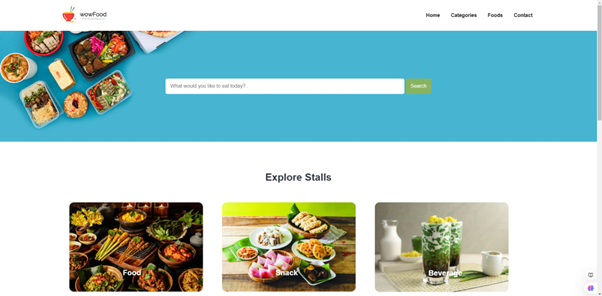 wowFood
Home Categories Foods Contact
What would you like to eat today?
Search
Explore Stalls
Food
Snack
Beverage